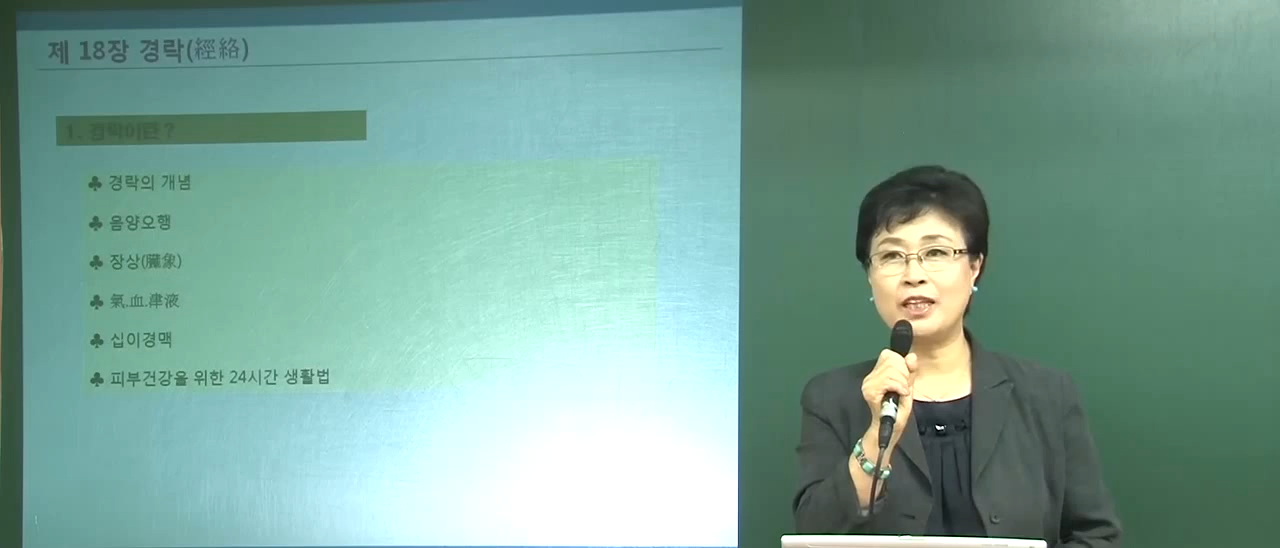 제 18장 경락(經絡)
1. 경락이란?
♣ 경락의 개념
♣ 음양오행
♣ 장상(臟象)
♣ 氣.血.津液
♣ 십이경맥
♣ 피부건강을 위한 24시간 생활법